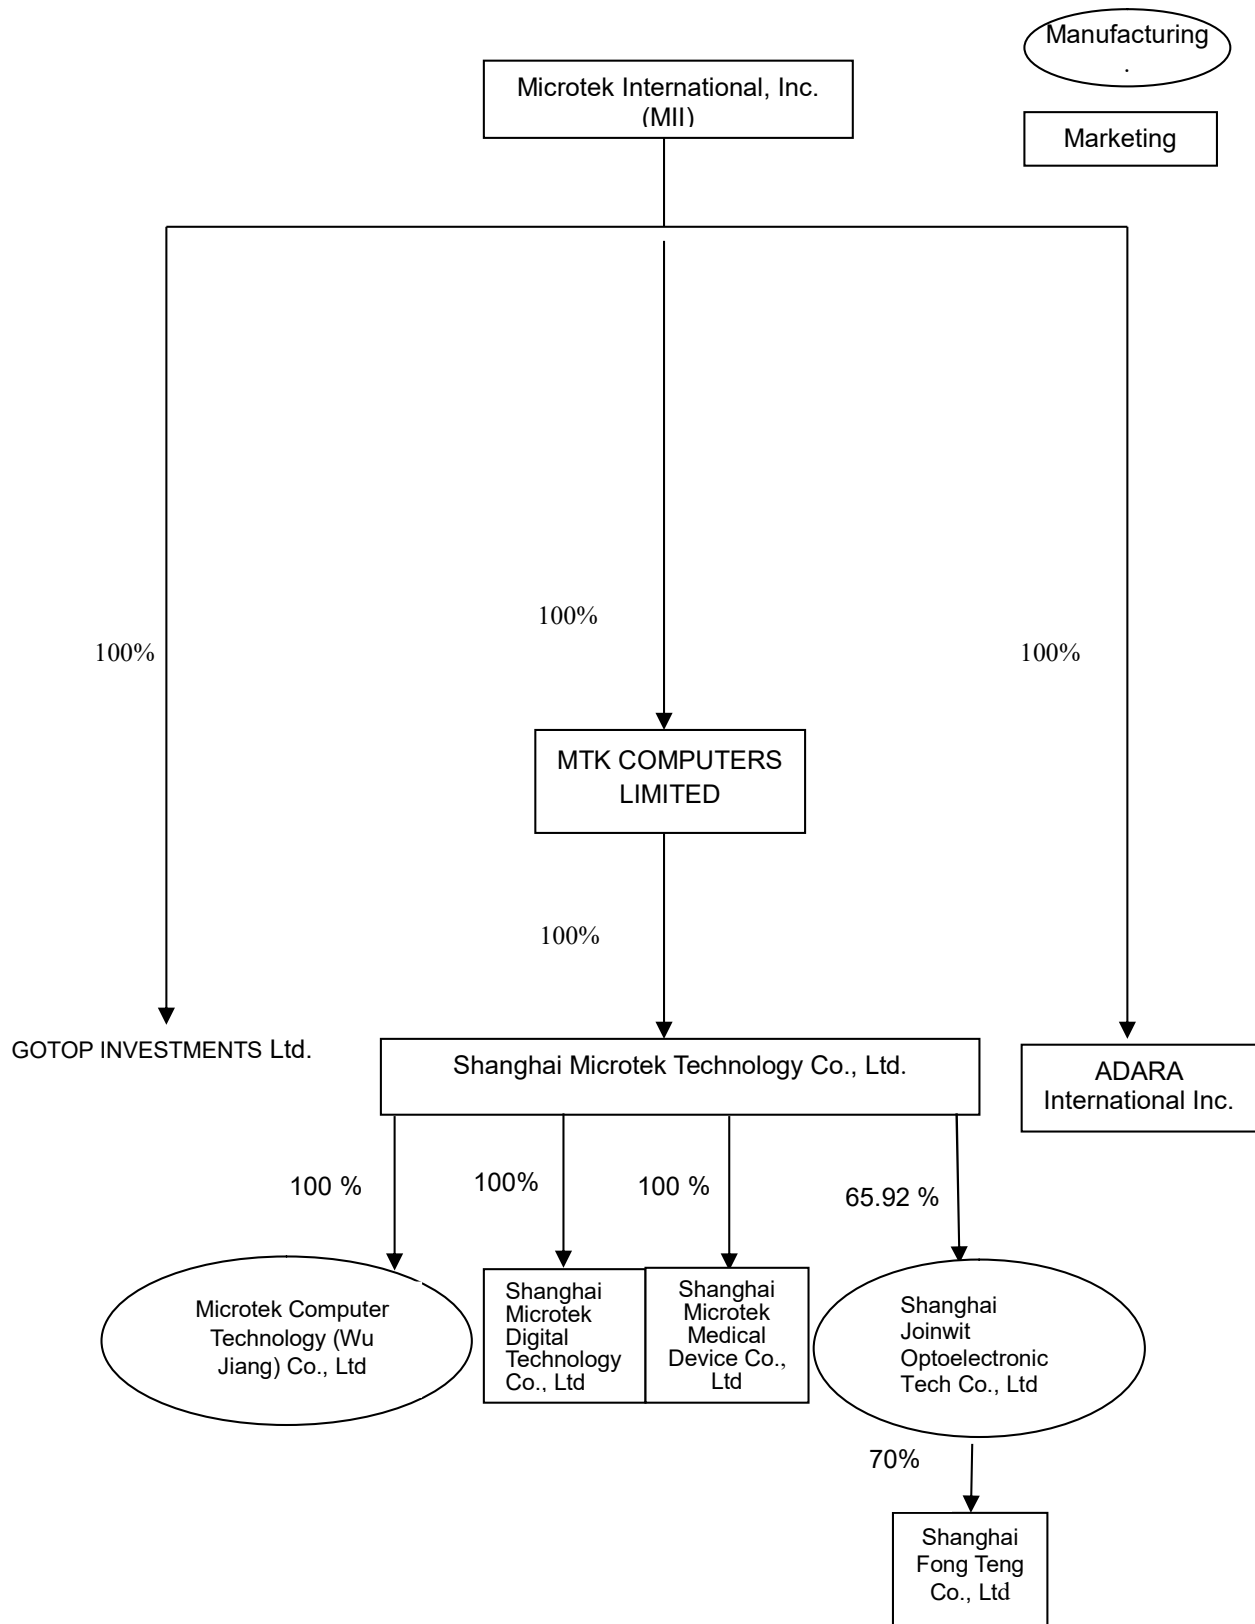 Manufacturing
.
Microtek International, Inc.
(MII)
Marketing
100%
100%
100%
MTK COMPUTERS
LIMITED
100%
GOTOP INVESTMENTS Ltd.
Shanghai Microtek Technology Co., Ltd.
ADARA
International Inc.
100 %
100%
100 %
65.92 %
Microtek Computer
Technology (Wu
Jiang) Co., Ltd
Shanghai
Microtek
Digital
Technology
Co., Ltd
Shanghai
Microtek
Medical
Device Co.,
Ltd
Shanghai
Joinwit
Optoelectronic
Tech Co., Ltd
70%
Shanghai
Fong Teng
Co., Ltd